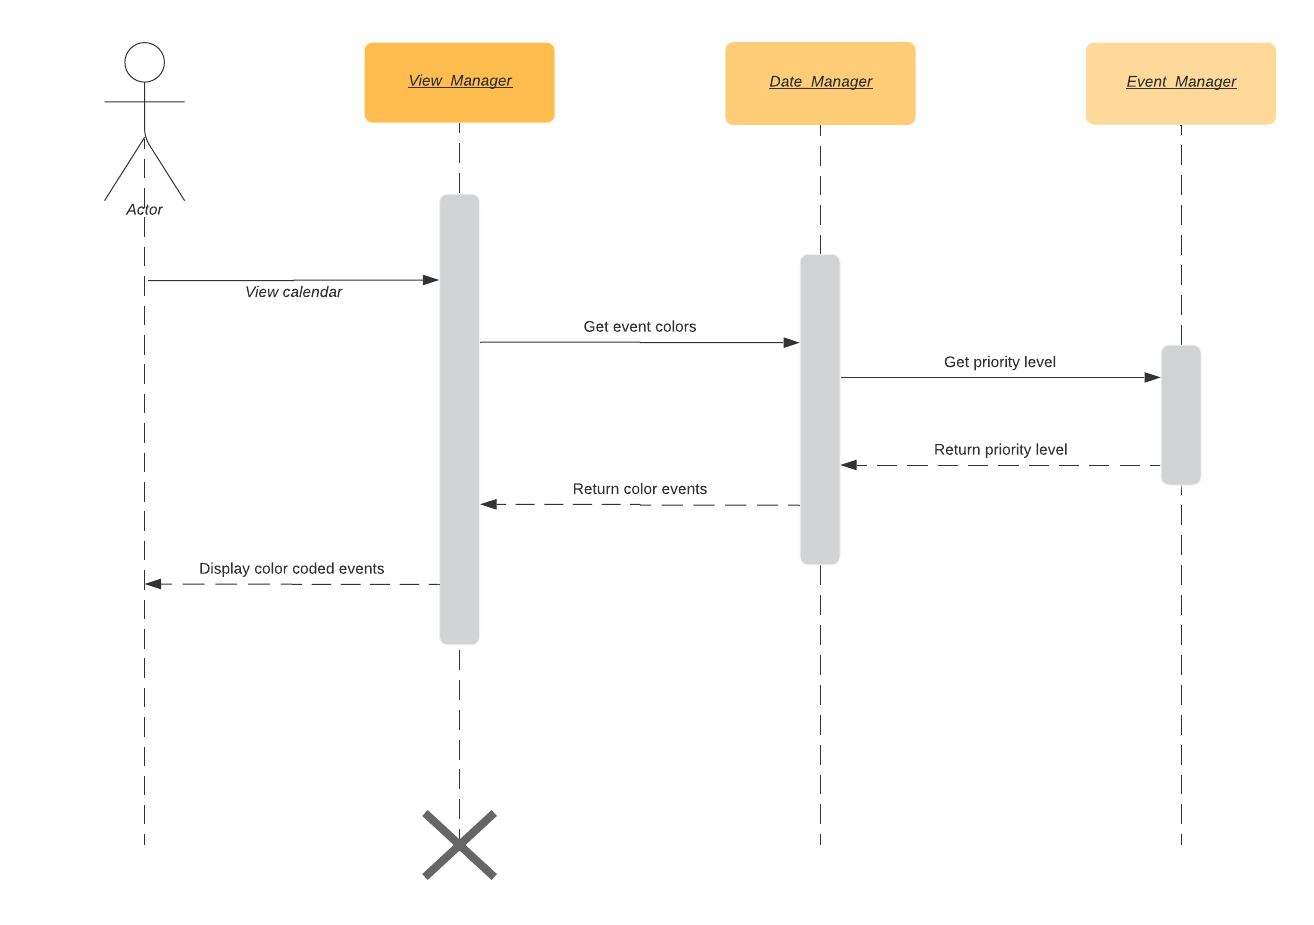 View_Manager
Date_Manager
Event_Manager
Actor
View calendar
Get event colors
Get priority level
Return priority level
Return color events
Display color coded events